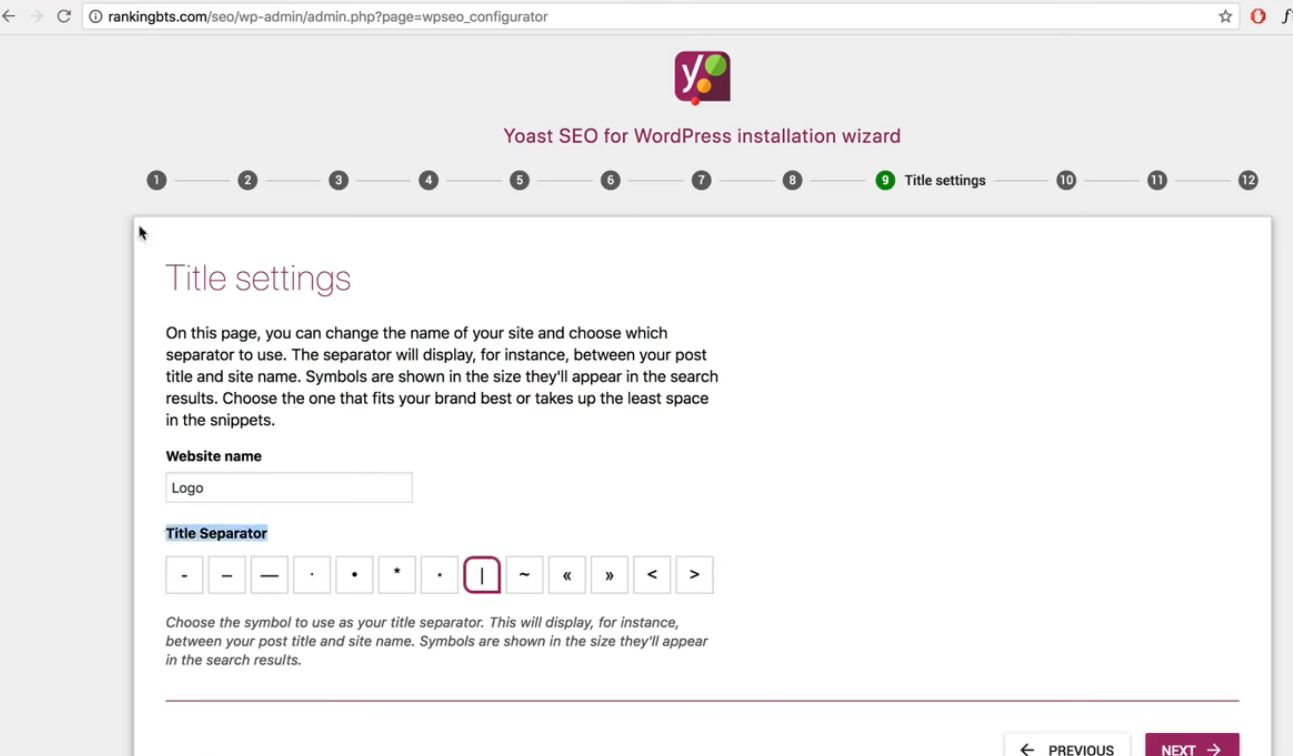 rankingbts.com/seo/wp-admin/admin.php?page=wpseo_configurator
y
Yoast SEO for WordPress installation wizard
1 2 3 4 5 6 7 8 9 Title settings 10 11 12
Title settings
On this page, you can change the name of your site and choose which
separator to use. The separator will display, for instance, between your post
title and site name. Symbols are shown in the size they'll appear in the search
results. Choose the one that fits your brand best or takes up the least space
in the snippets.
Website name
Logo
Title Separator
- – — · • * ⋅ | ~ « » < >
Choose the symbol to use as your title separator. This will display, for instance,
between your post title and site name. Symbols are shown in the size they'll appear
in the search results.
← PREVIOUS NEXT →